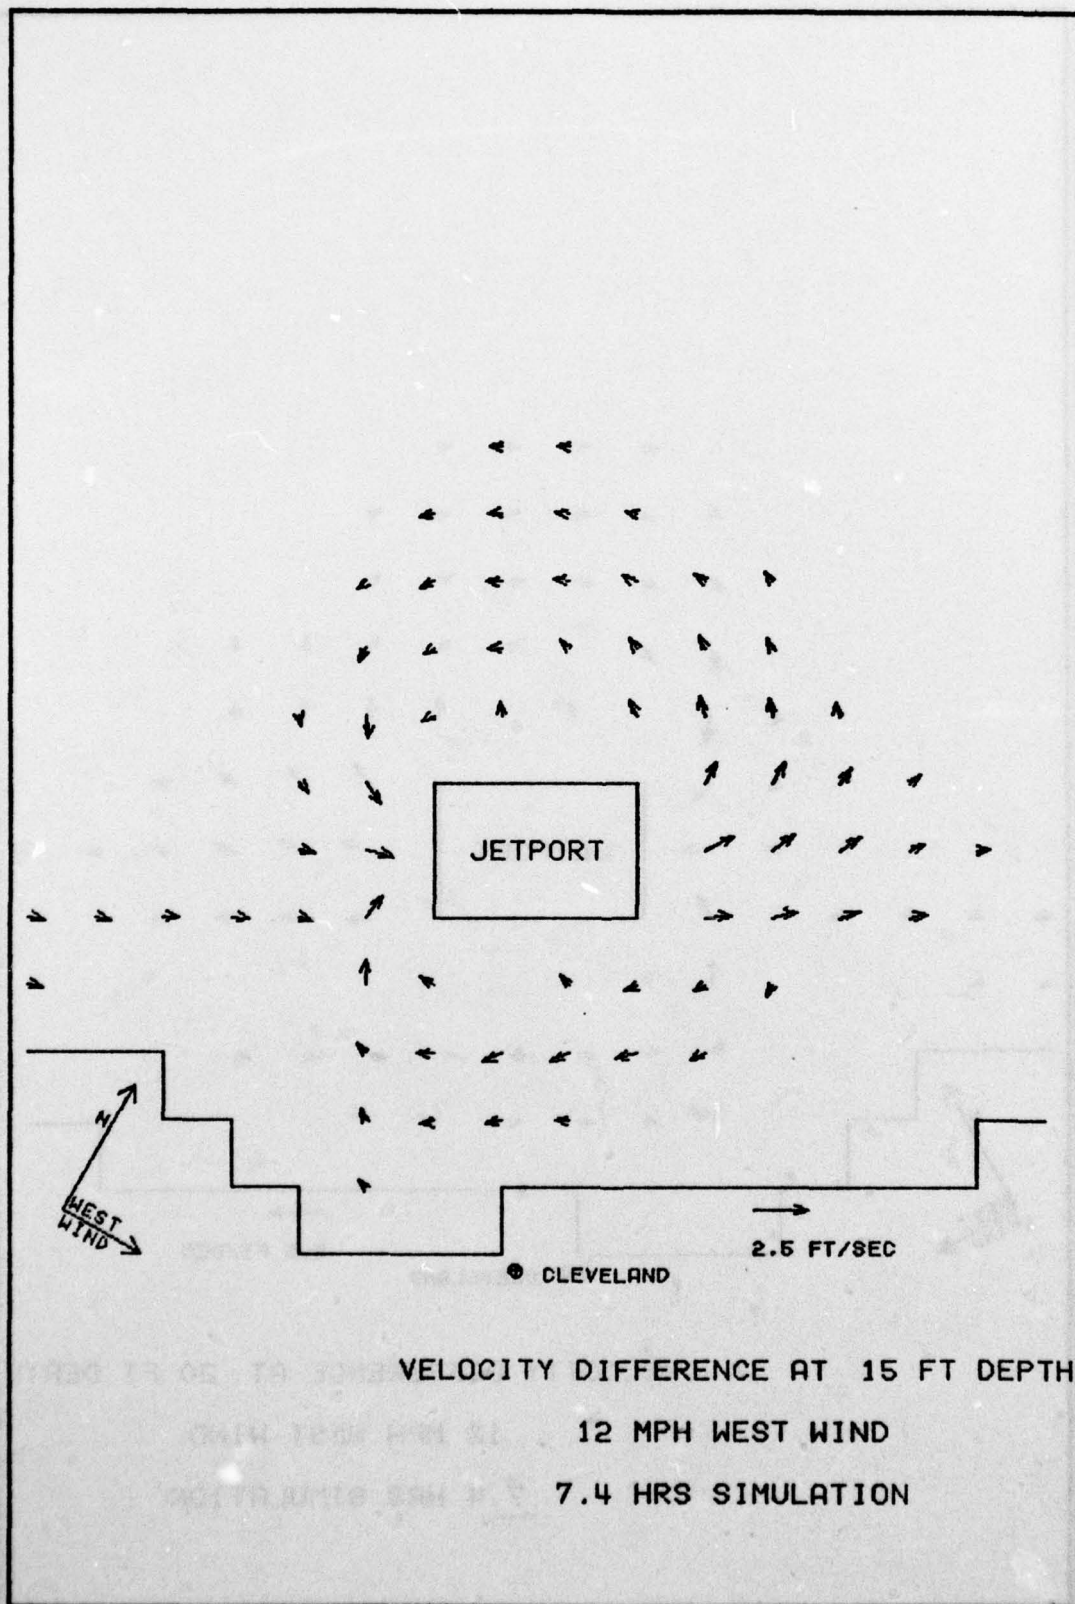 JETPORT
N
WEST
WIND
2.5 FT/SEC
CLEVELAND
VELOCITY DIFFERENCE AT 15 FT DEPTH
12 MPH WEST WIND
7.4 HRS SIMULATION